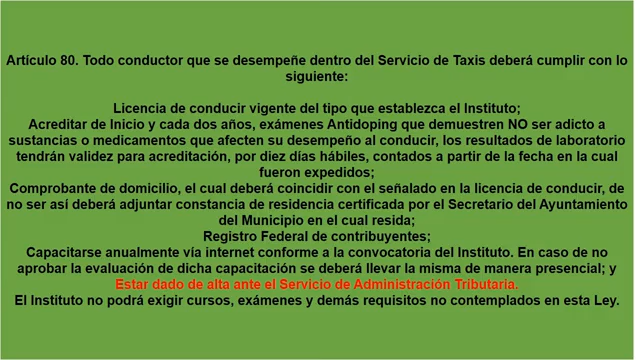 Artículo 80. Todo conductor que se desempeñe dentro del Servicio de Taxis deberá cumplir con lo
siguiente:
Licencia de conducir vigente del tipo que establezca el Instituto;
Acreditar de Inicio y cada dos años, exámenes Antidoping que demuestren NO ser adicto a
sustancias o medicamentos que afecten su desempeño al conducir, los resultados de laboratorio
tendrán validez para acreditación, por diez días hábiles, contados a partir de la fecha en la cual
fueron expedidos;
Comprobante de domicilio, el cual deberá coincidir con el señalado en la licencia de conducir, de
no ser así deberá adjuntar constancia de residencia certificada por el Secretario del Ayuntamiento
del Municipio en el cual resida;
Registro Federal de contribuyentes;
Capacitarse anualmente vía internet conforme a la convocatoria del Instituto. En caso de no
aprobar la evaluación de dicha capacitación se deberá llevar la misma de manera presencial; y
Estar dado de alta ante el Servicio de Administración Tributaria.
El Instituto no podrá exigir cursos, exámenes y demás requisitos no contemplados en esta Ley.